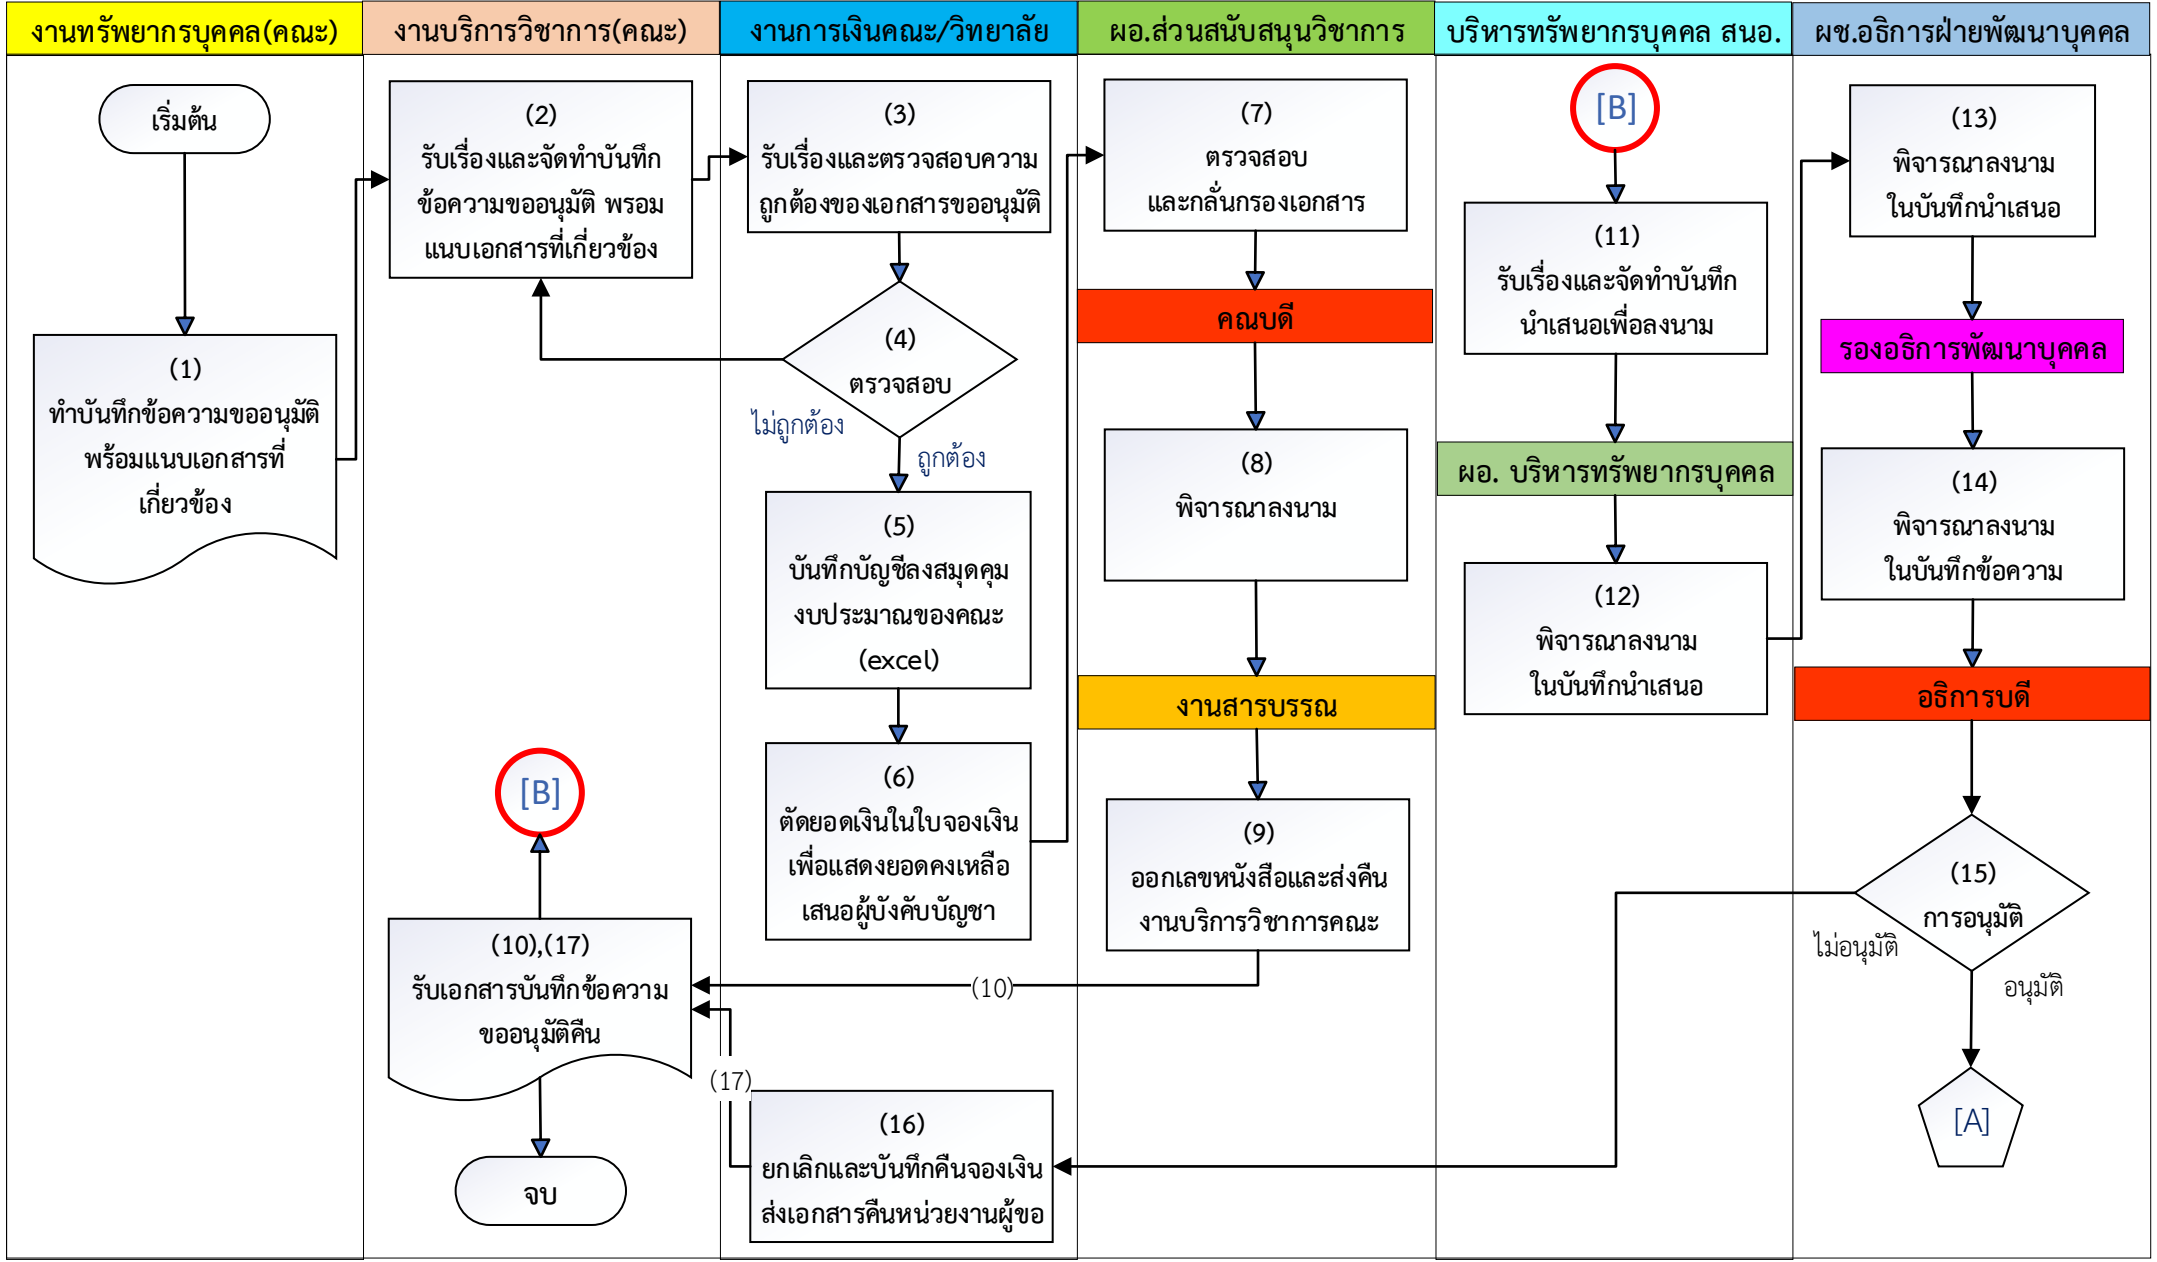 งานทรัพยากรบุคคล(คณะ)
งานบริการวิชาการ(คณะ)
งานการเงินคณะ/วิทยาลัย
ผอ.ส่วนสนับสนุนวิชาการ
บริหารทรัพยากรบุคคล สนอ.
ผช.อธิการฝ่ายพัฒนาบุคคล
เริ่มต้น
(1)
ทำบันทึกข้อความขออนุมัติ
พร้อมแนบเอกสารที่
เกี่ยวข้อง
(2)
รับเรื่องและจัดทำบันทึก
ข้อความขออนุมัติ พรอม
แนบเอกสารที่เกี่ยวข้อง
[B]
(10),(17)
รับเอกสารบันทึกข้อความ
ขออนุมัติคืน
จบ
(3)
รับเรื่องและตรวจสอบความ
ถูกต้องของเอกสารขออนุมัติ
(4)
ตรวจสอบ
ไม่ถูกต้อง
ถูกต้อง
(5)
บันทึกบัญชีลงสมุดคุม
งบประมาณของคณะ
(excel)
(6)
ตัดยอดเงินในใบจองเงิน
เพื่อแสดงยอดคงเหลือ
เสนอผู้บังคับบัญชา
(10)
(17)
(16)
ยกเลิกและบันทึกคืนจองเงิน
ส่งเอกสารคืนหน่วยงานผู้ขอ
(7)
ตรวจสอบ
และกลั่นกรองเอกสาร
คณบดี
(8)
พิจารณาลงนาม
งานสารบรรณ
(9)
ออกเลขหนังสือและส่งคืน
งานบริการวิชาการคณะ
[B]
(11)
รับเรื่องและจัดทำบันทึก
นำเสนอเพื่อลงนาม
ผอ. บริหารทรัพยากรบุคคล
(12)
พิจารณาลงนาม
ในบันทึกนำเสนอ
(13)
พิจารณาลงนาม
ในบันทึกนำเสนอ
รองอธิการพัฒนาบุคคล
(14)
พิจารณาลงนาม
ในบันทึกข้อความ
อธิการบดี
(15)
การอนุมัติ
ไม่อนุมัติ
อนุมัติ
[A]